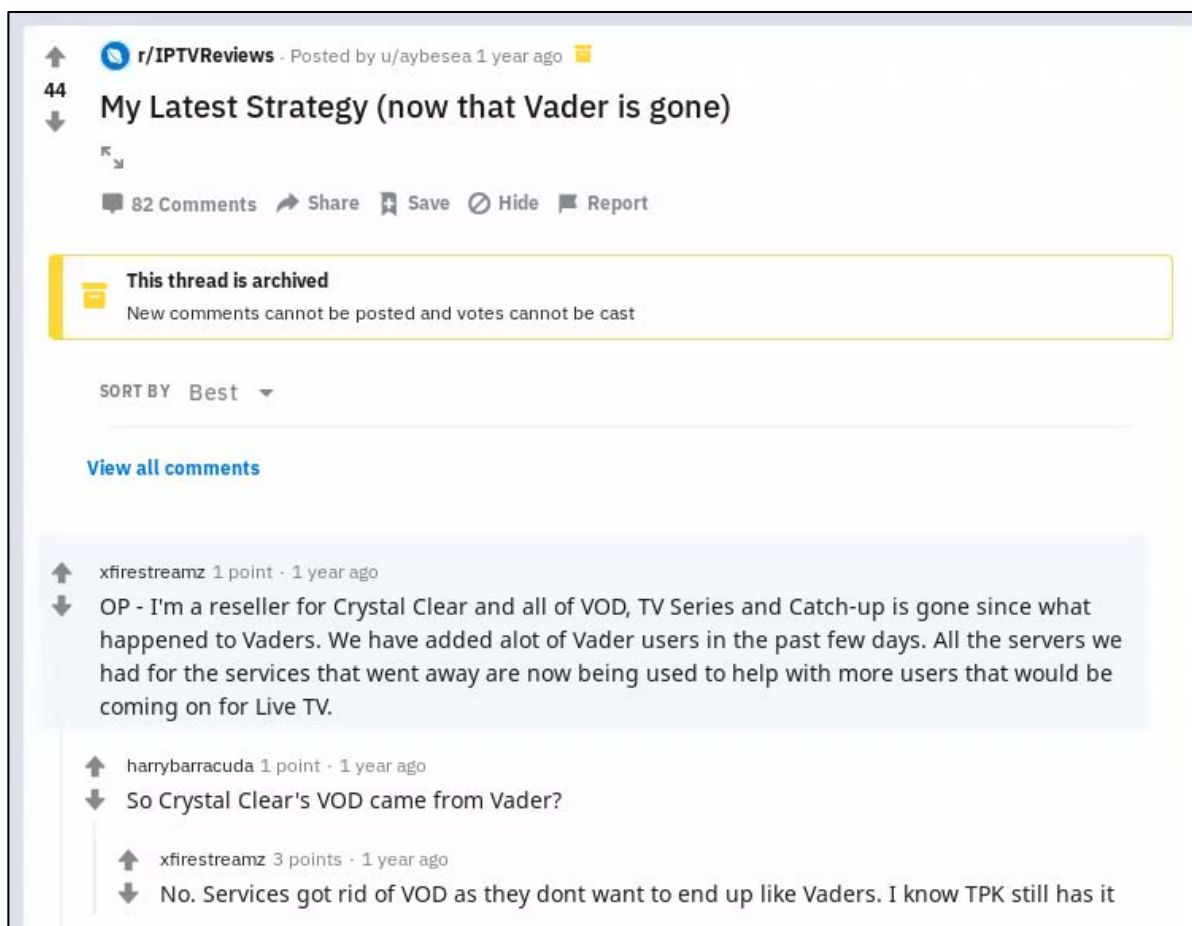 r/IPTVReviews · Posted by u/aybesea 1 year ago
44
My Latest Strategy (now that Vader is gone)
82 Comments Share Save Hide Report
This thread is archived
New comments cannot be posted and votes cannot be cast
SORT BY Best
View all comments
xfirestreamz 1 point · 1 year ago
OP - I'm a reseller for Crystal Clear and all of VOD, TV Series and Catch-up is gone since what
happened to Vaders. We have added alot of Vader users in the past few days. All the servers we
had for the services that went away are now being used to help with more users that would be
coming on for Live TV.
harrybarracuda 1 point · 1 year ago
So Crystal Clear's VOD came from Vader?
xfirestreamz 3 points · 1 year ago
No. Services got rid of VOD as they dont want to end up like Vaders. I know TPK still has it